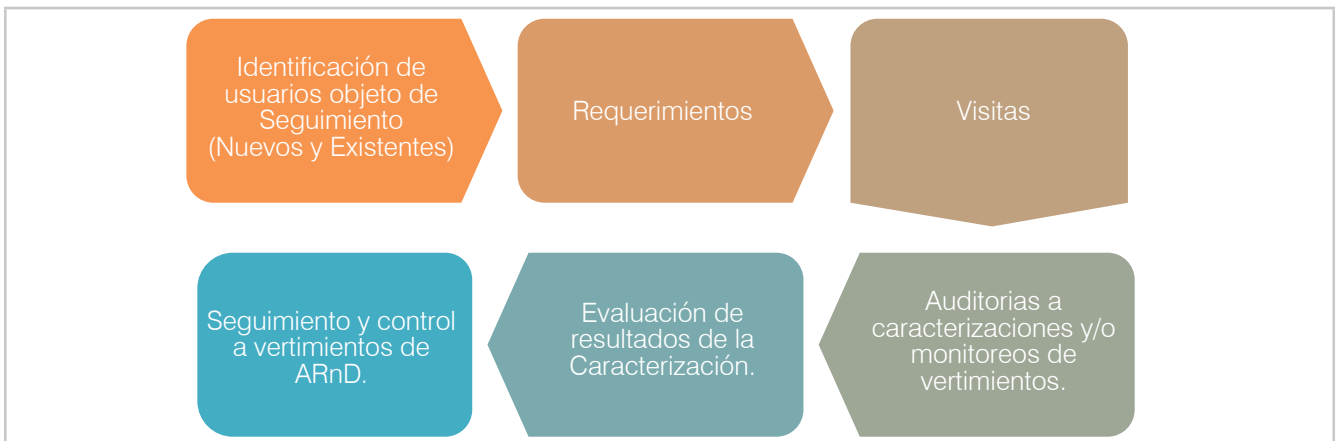 Identificación de
usuarios objeto de
Seguimiento
(Nuevos y Existentes)
Requerimientos
Visitas
Auditorias a
caracterizaciones y/o
monitoreos de
vertimientos.
Evaluación de
resultados de la
Caracterización.
Seguimiento y control
a vertimientos de
ARnD.